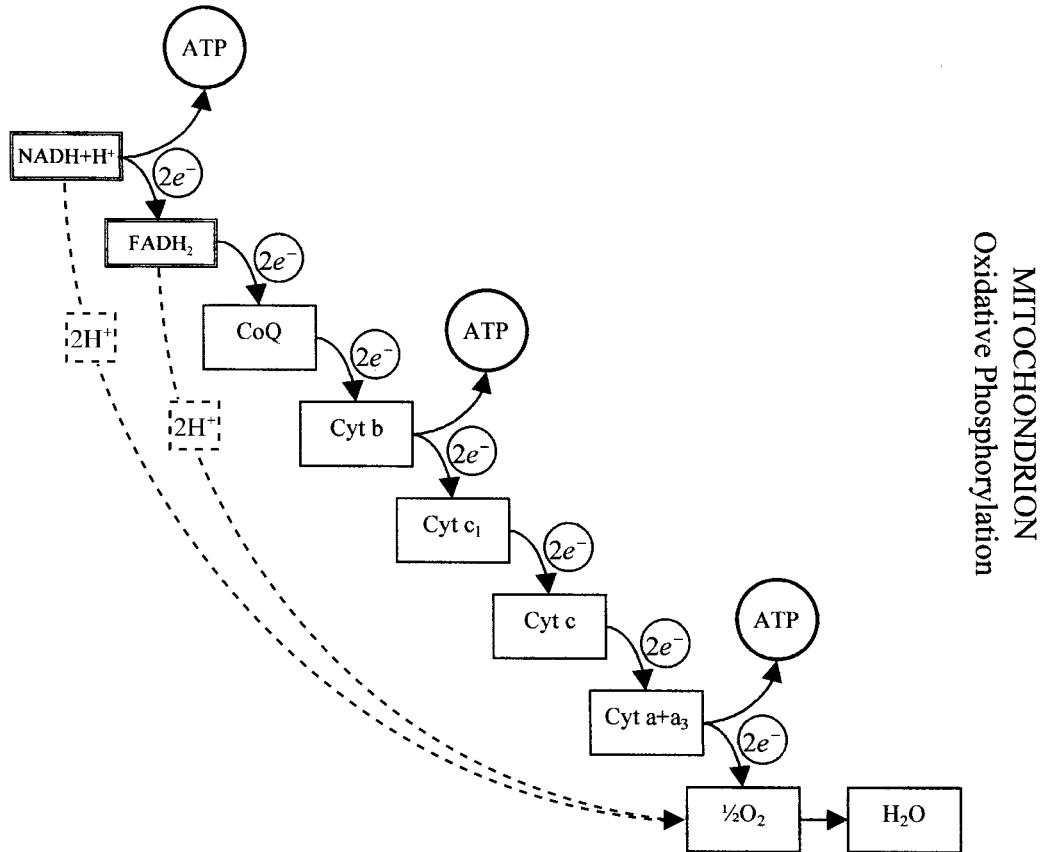 ATP
NADH+H⁺
2e⁻
FADH₂
2e⁻
2H⁺
CoQ
2e⁻
ATP
2H⁺
Cyt b
2e⁻
Cyt c₁
2e⁻
Cyt c
2e⁻
ATP
Cyt a+a₃
2e⁻
½O₂
H₂O
MITOCHONDRION
Oxidative Phosphorylation